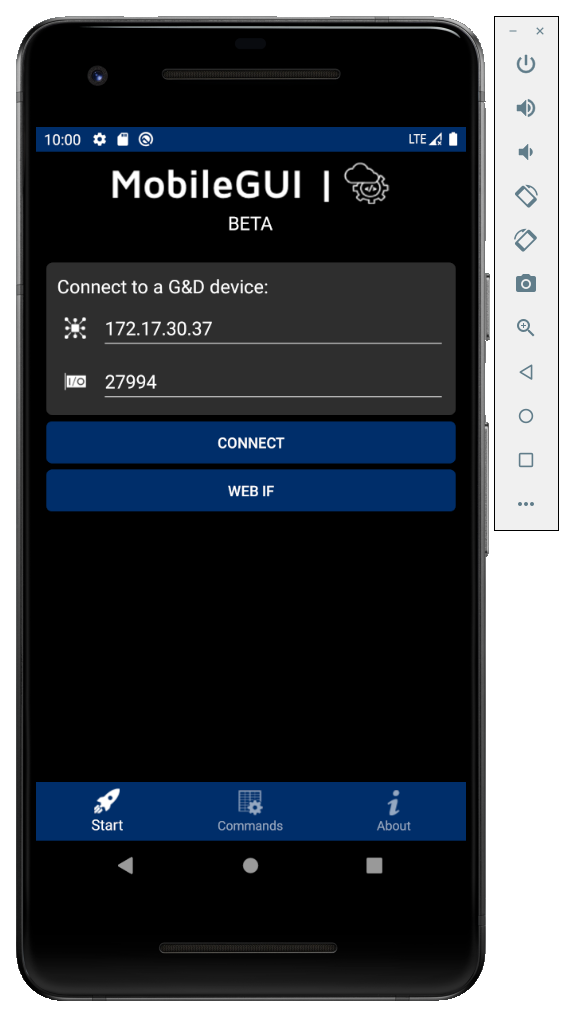 10:00 LTE
MobileGUI |
BETA
Connect to a G&D device:
172.17.30.37
I/O 27994
CONNECT
WEB IF
Start Commands About